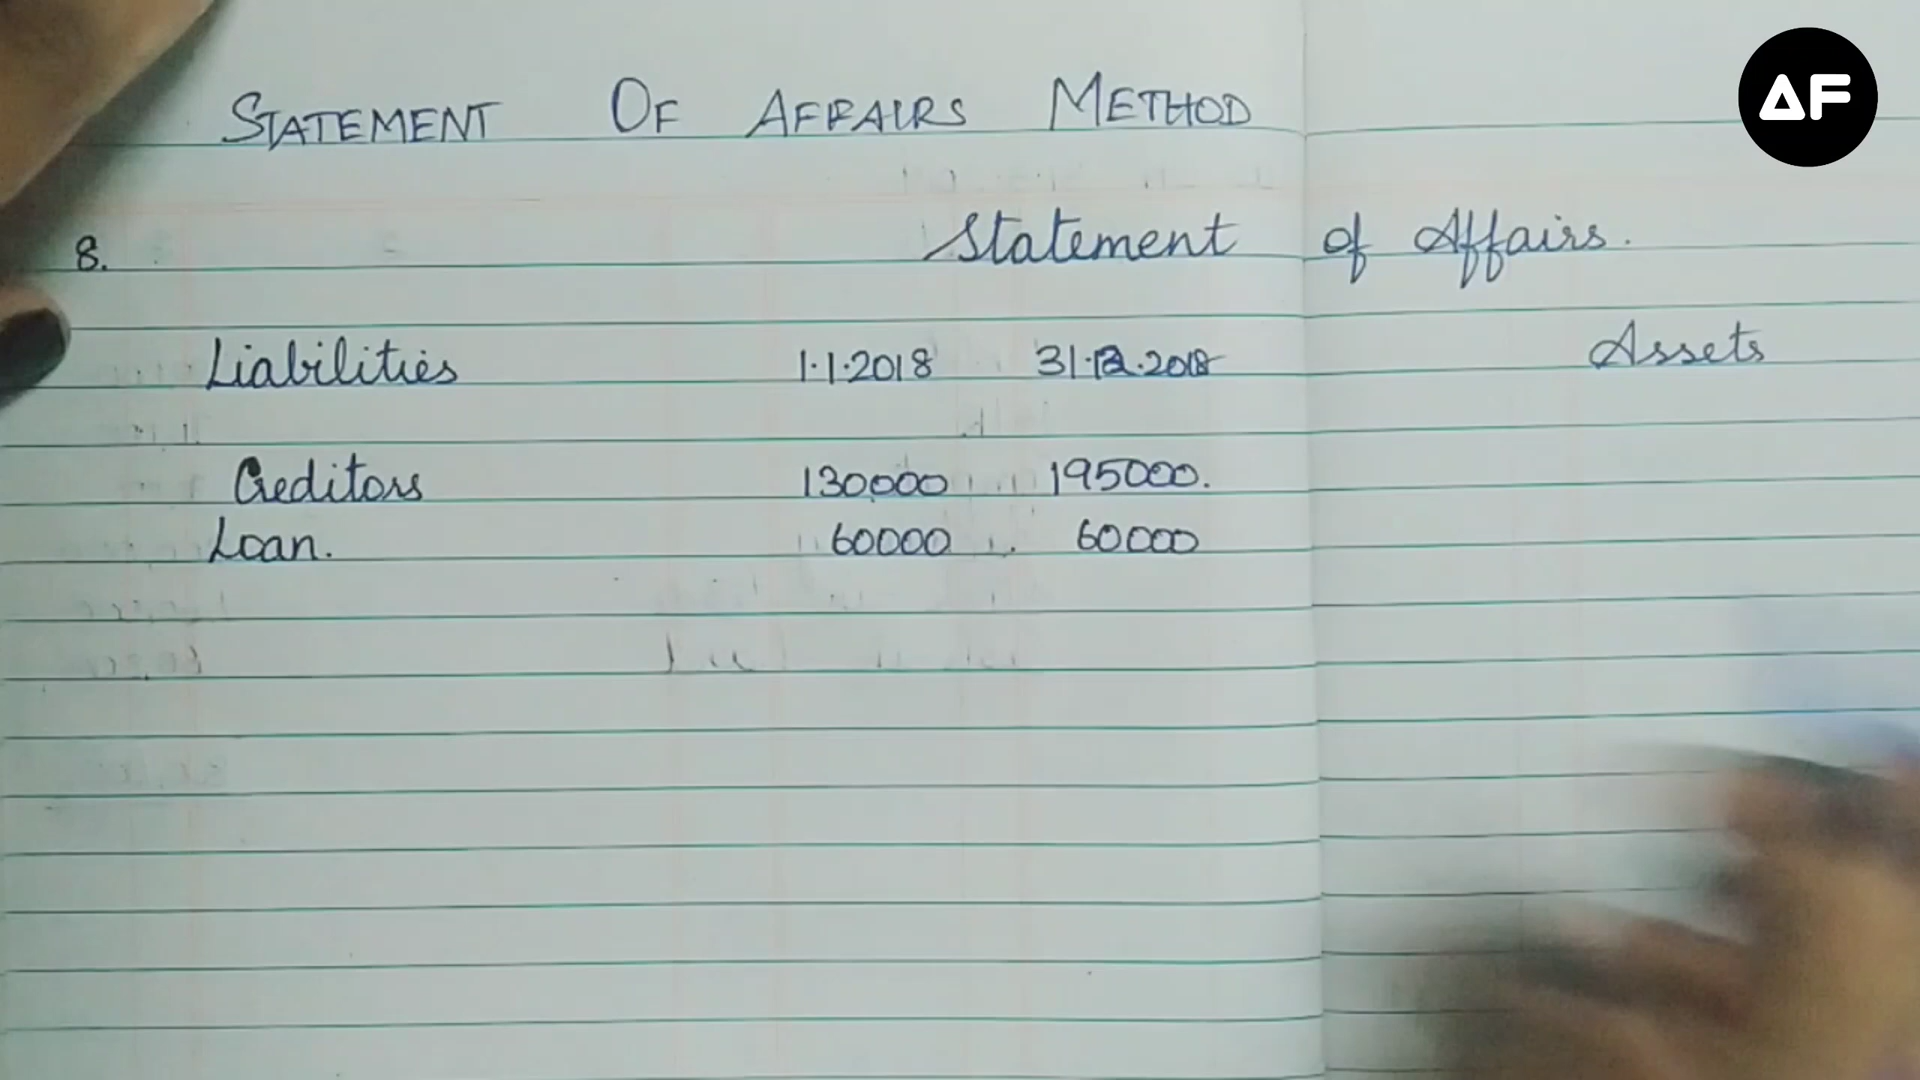 AF
STATEMENT OF AFFAIRS METHOD
8. Statement of Affairs.
Liabilities 1.1.2018 31.12.2018 Assets
Creditors 130000 195000.
Loan. 60000 60000